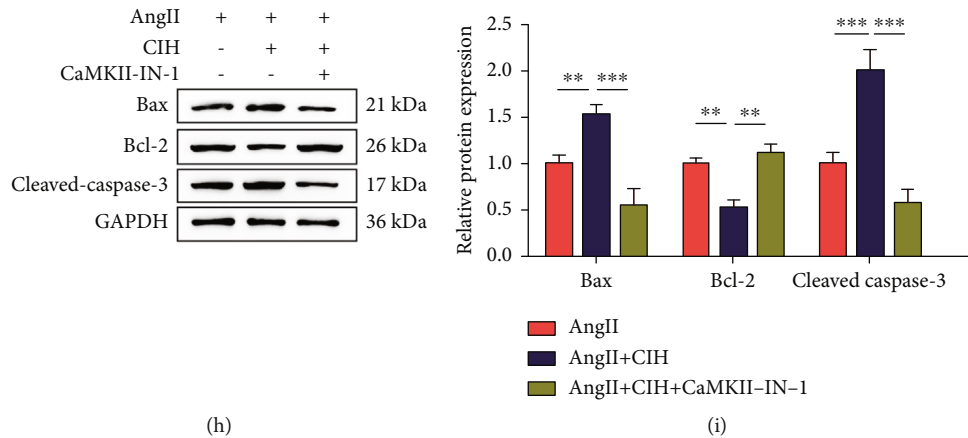 AngII + + +
CIH - + +
CaMKII-IN-1 - - +
Bax 21 kDa
Bcl-2 26 kDa
Cleaved-caspase-3 17 kDa
GAPDH 36 kDa
(h)
Relative protein expression
2.5
2.0
1.5
1.0
0.5
0.0
** ***
** **
*** ***
Bax Bcl-2 Cleaved caspase-3
AngII
AngII+CIH
AngII+CIH+CaMKII–IN–1
(i)